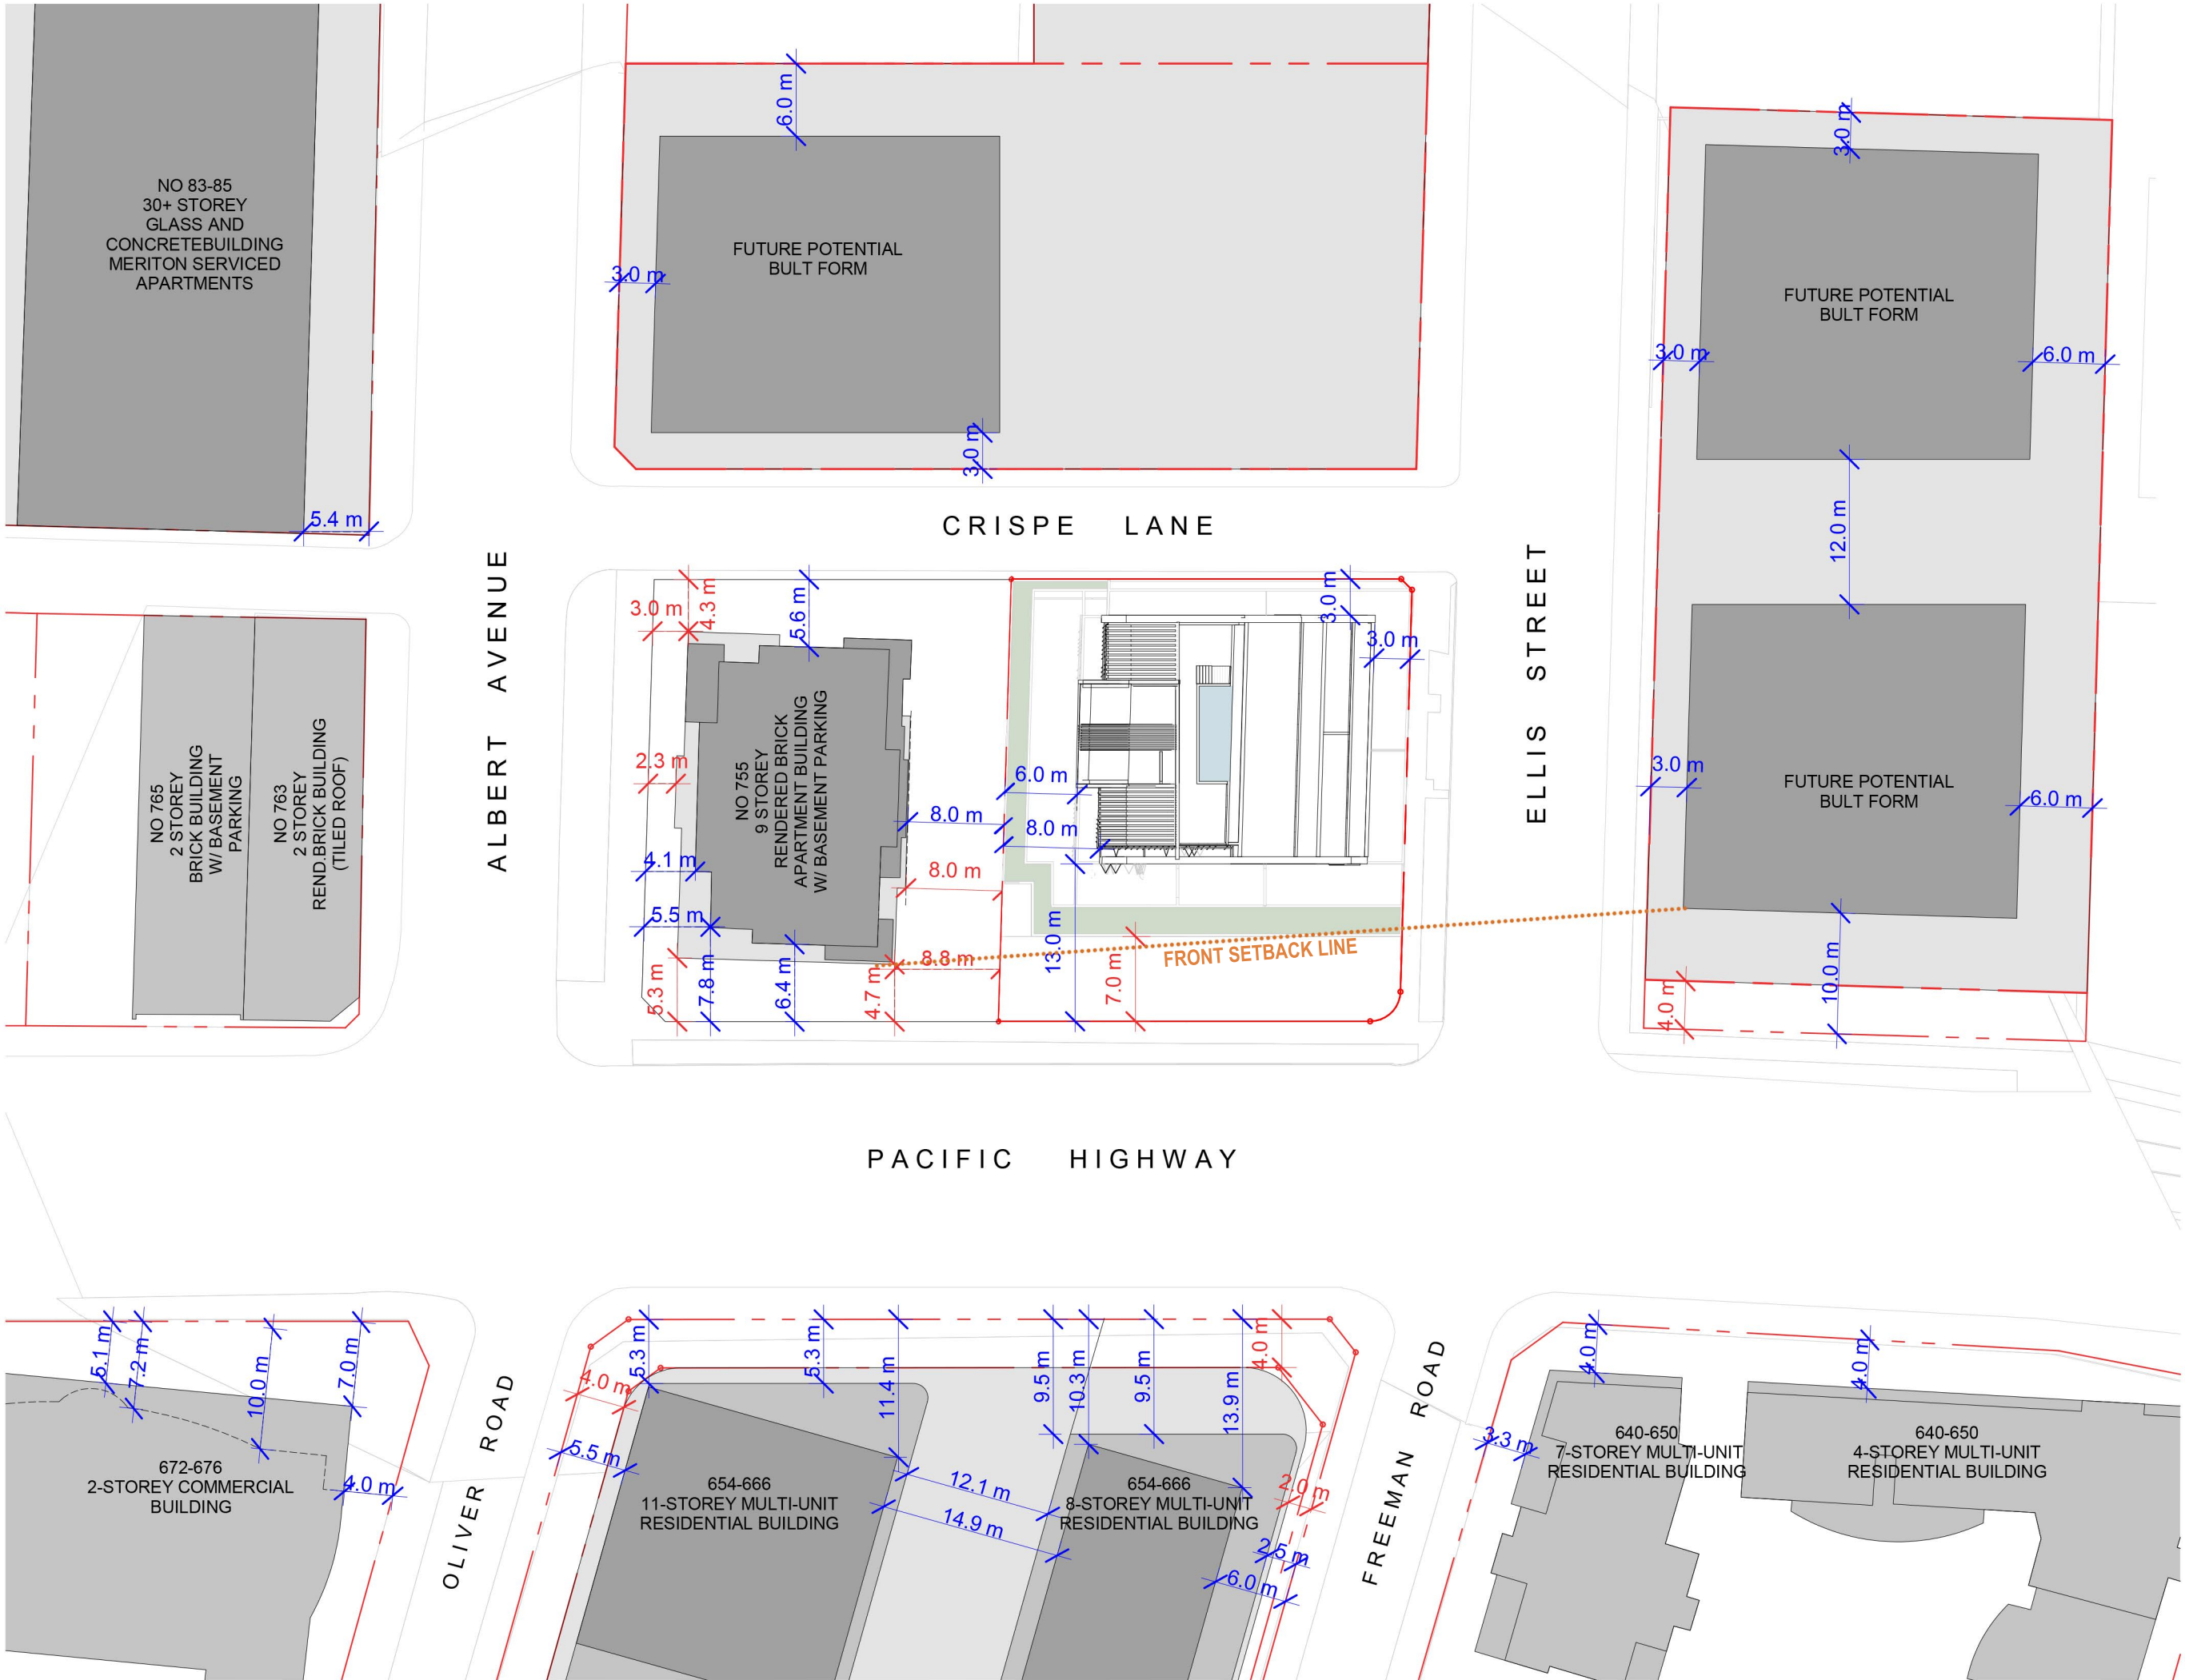 6.0 m
3.0 m
NO 83-85
30+ STOREY
GLASS AND
CONCRETEBUILDING
MERITON SERVICED
APARTMENTS
FUTURE POTENTIAL
BULT FORM
3.0 m
3.0 m
5.4 m
FUTURE POTENTIAL
BULT FORM
3.0 m
6.0 m
12.0 m
CRISPE LANE
ALBERT AVENUE
ELLIS STREET
3.0 m
4.3 m
5.6 m
3.0 m
3.0 m
NO 765
2 STOREY
BRICK BUILDING
W/ BASEMENT
PARKING
NO 763
2 STOREY
REND.BRICK BUILDING
(TILED ROOF)
2.3 m
NO 755
9 STOREY
RENDERED BRICK
APARTMENT BUILDING
W/ BASEMENT PARKING
6.0 m
8.0 m
8.0 m
8.0 m
4.1 m
5.5 m
5.3 m
7.8 m
6.4 m
4.7 m
8.8 m
13.0 m
7.0 m
FRONT SETBACK LINE
3.0 m
FUTURE POTENTIAL
BULT FORM
6.0 m
4.0 m
10.0 m
PACIFIC HIGHWAY
5.1 m
7.2 m
10.0 m
7.0 m
672-676
2-STOREY COMMERCIAL
BUILDING
4.0 m
OLIVER ROAD
5.3 m
4.0 m
5.5 m
5.3 m
11.4 m
654-666
11-STOREY MULTI-UNIT
RESIDENTIAL BUILDING
12.1 m
14.9 m
9.5 m
10.3 m
9.5 m
13.9 m
4.0 m
654-666
8-STOREY MULTI-UNIT
RESIDENTIAL BUILDING
2.0 m
2.5 m
6.0 m
FREEMAN ROAD
3.3 m
4.0 m
640-650
7-STOREY MULTI-UNIT
RESIDENTIAL BUILDING
4.0 m
640-650
4-STOREY MULTI-UNIT
RESIDENTIAL BUILDING